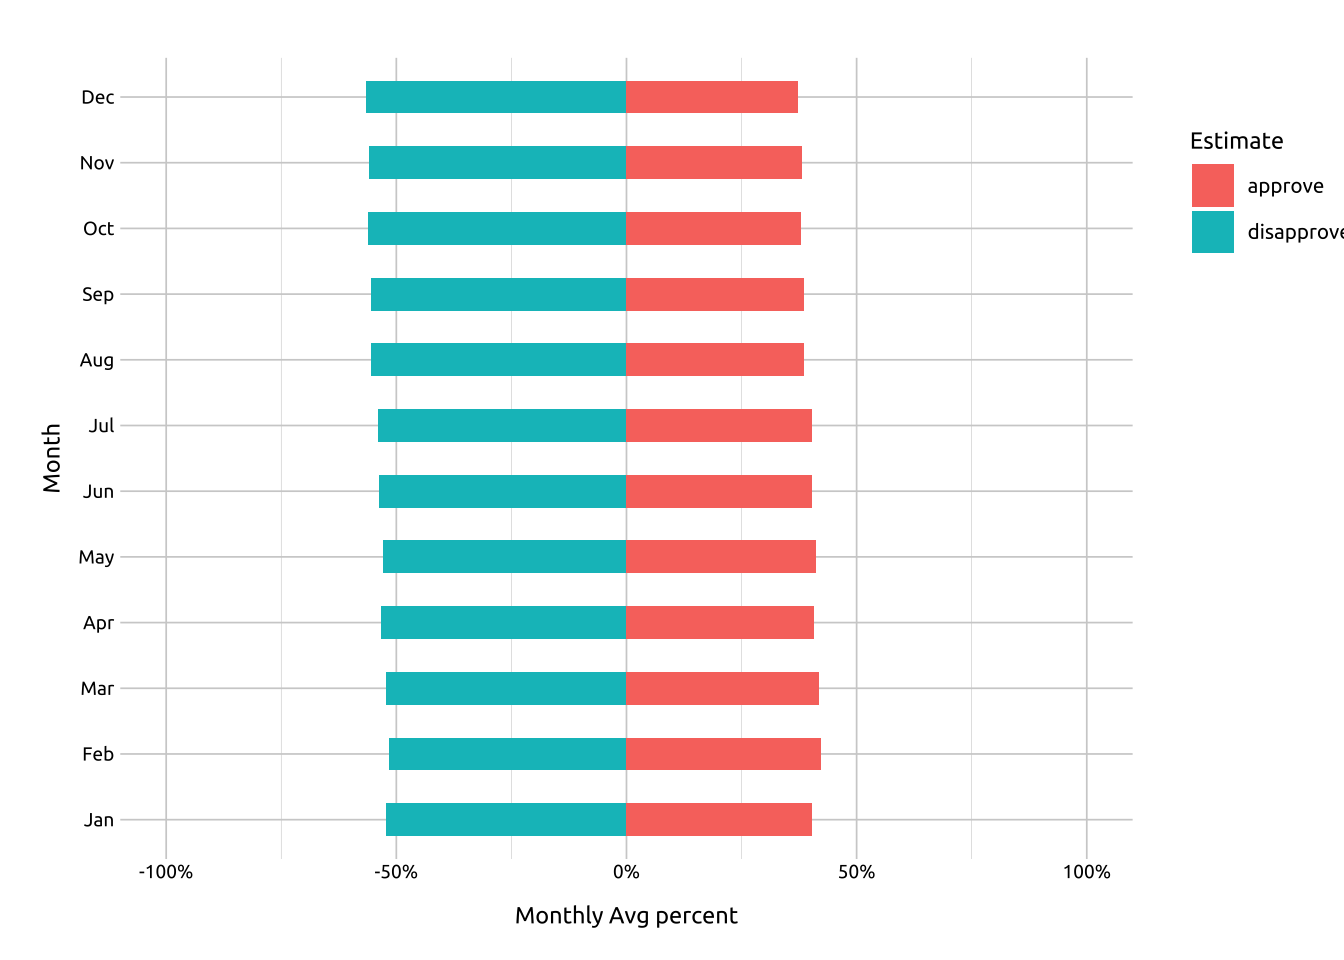 Dec
Nov
Oct
Sep
Aug
Jul
Jun
May
Apr
Mar
Feb
Jan
Month
-100% -50% 0% 50% 100%
Monthly Avg percent
Estimate
approve
disapprove